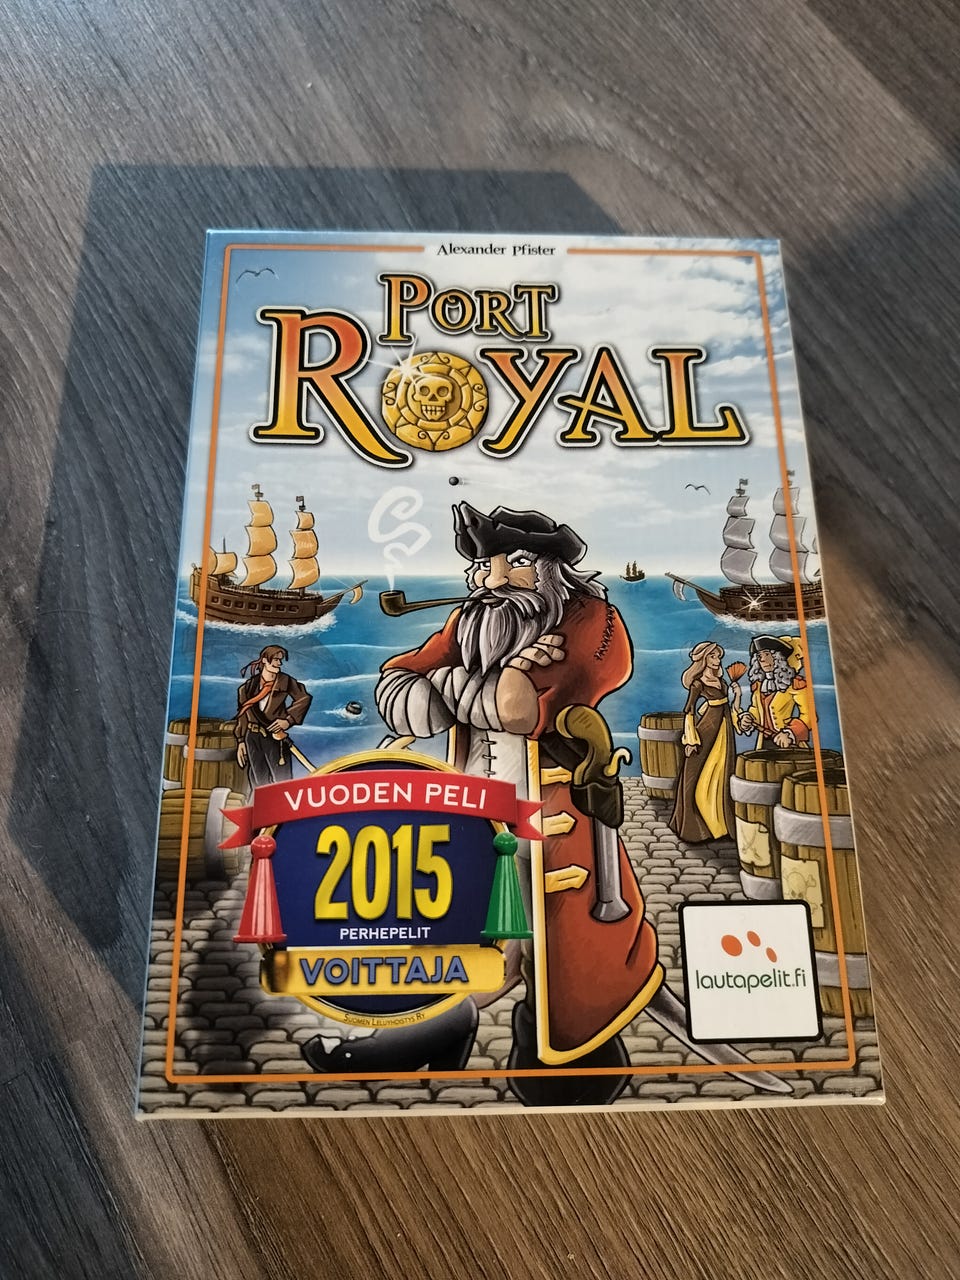 Alexander Pfister
PORT
ROYAL
VUODEN PELI
2015
PERHEPELIT
VOITTAJA
SUOMEN LELUYHDISTYS RY
lautapelit.fi